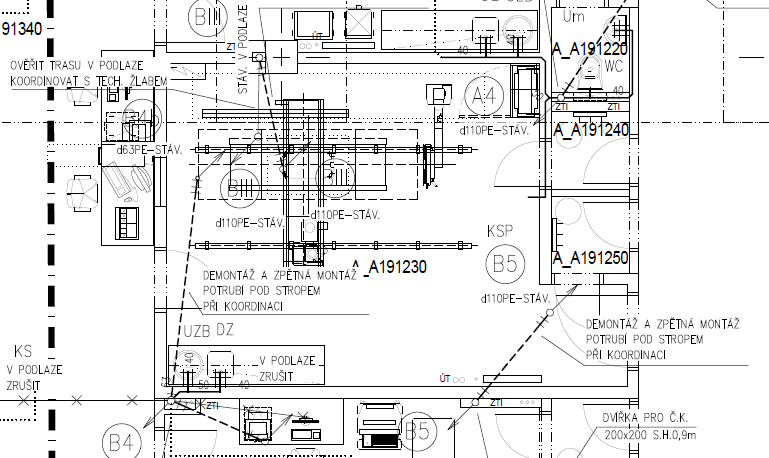 B
91340
ZTI
ÚT
STÁV. V PODLAZE
40
Um
A_A191220
WC
40
OVĚŘIT TRASU V PODLAZE
KOORDINOVAT S TECH. ŽLABEM
A4
ZTI
d110PE-STÁV.
A_A191240
d63PE-STÁV.
B
d110PE-STÁV.
d110PE-STÁV.
KSP
B5
A_A191250
_A191230
DEMONTÁŽ A ZPĚTNÁ MONTÁŽ
POTRUBÍ POD STROPEM
PŘI KOORDINACI
d110PE-STÁV.
DEMONTÁŽ A ZPĚTNÁ MONTÁŽ
POTRUBÍ POD STROPEM
PŘI KOORDINACI
UZB DZ
KS
V PODLAZE
ZRUŠIT
40
V PODLAZE
ZRUŠIT
50
40
ÚT
ZTI
ZTI
B4
B5
DVÍŘKA PRO Č.K.
200x200 S.H.0,9m